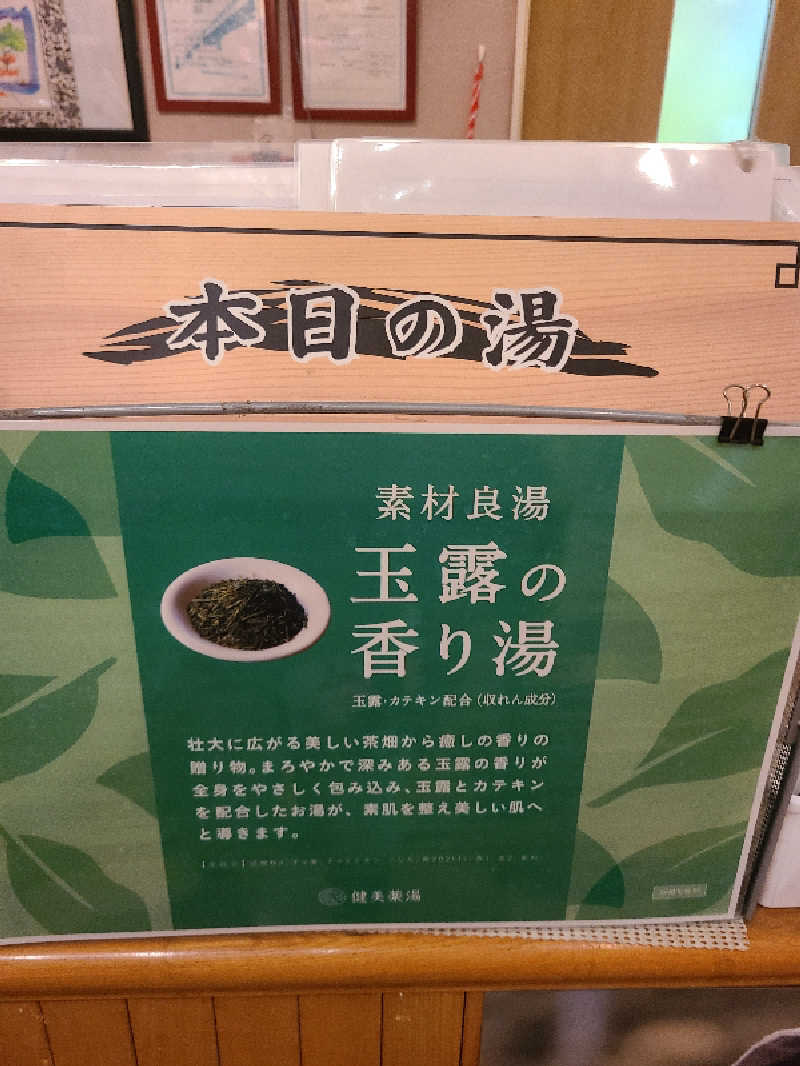 本日の湯
素材良湯
玉露の
香り湯
玉露・カテキン配合（収れん成分）
壮大に広がる美しい茶畑から癒しの香りの
贈り物。まろやかで深みある玉露の香りが
全身をやさしく包み込み、玉露とカテキン
を配合したお湯が、素肌を整え美しい肌へ
と導きます。
健美薬湯